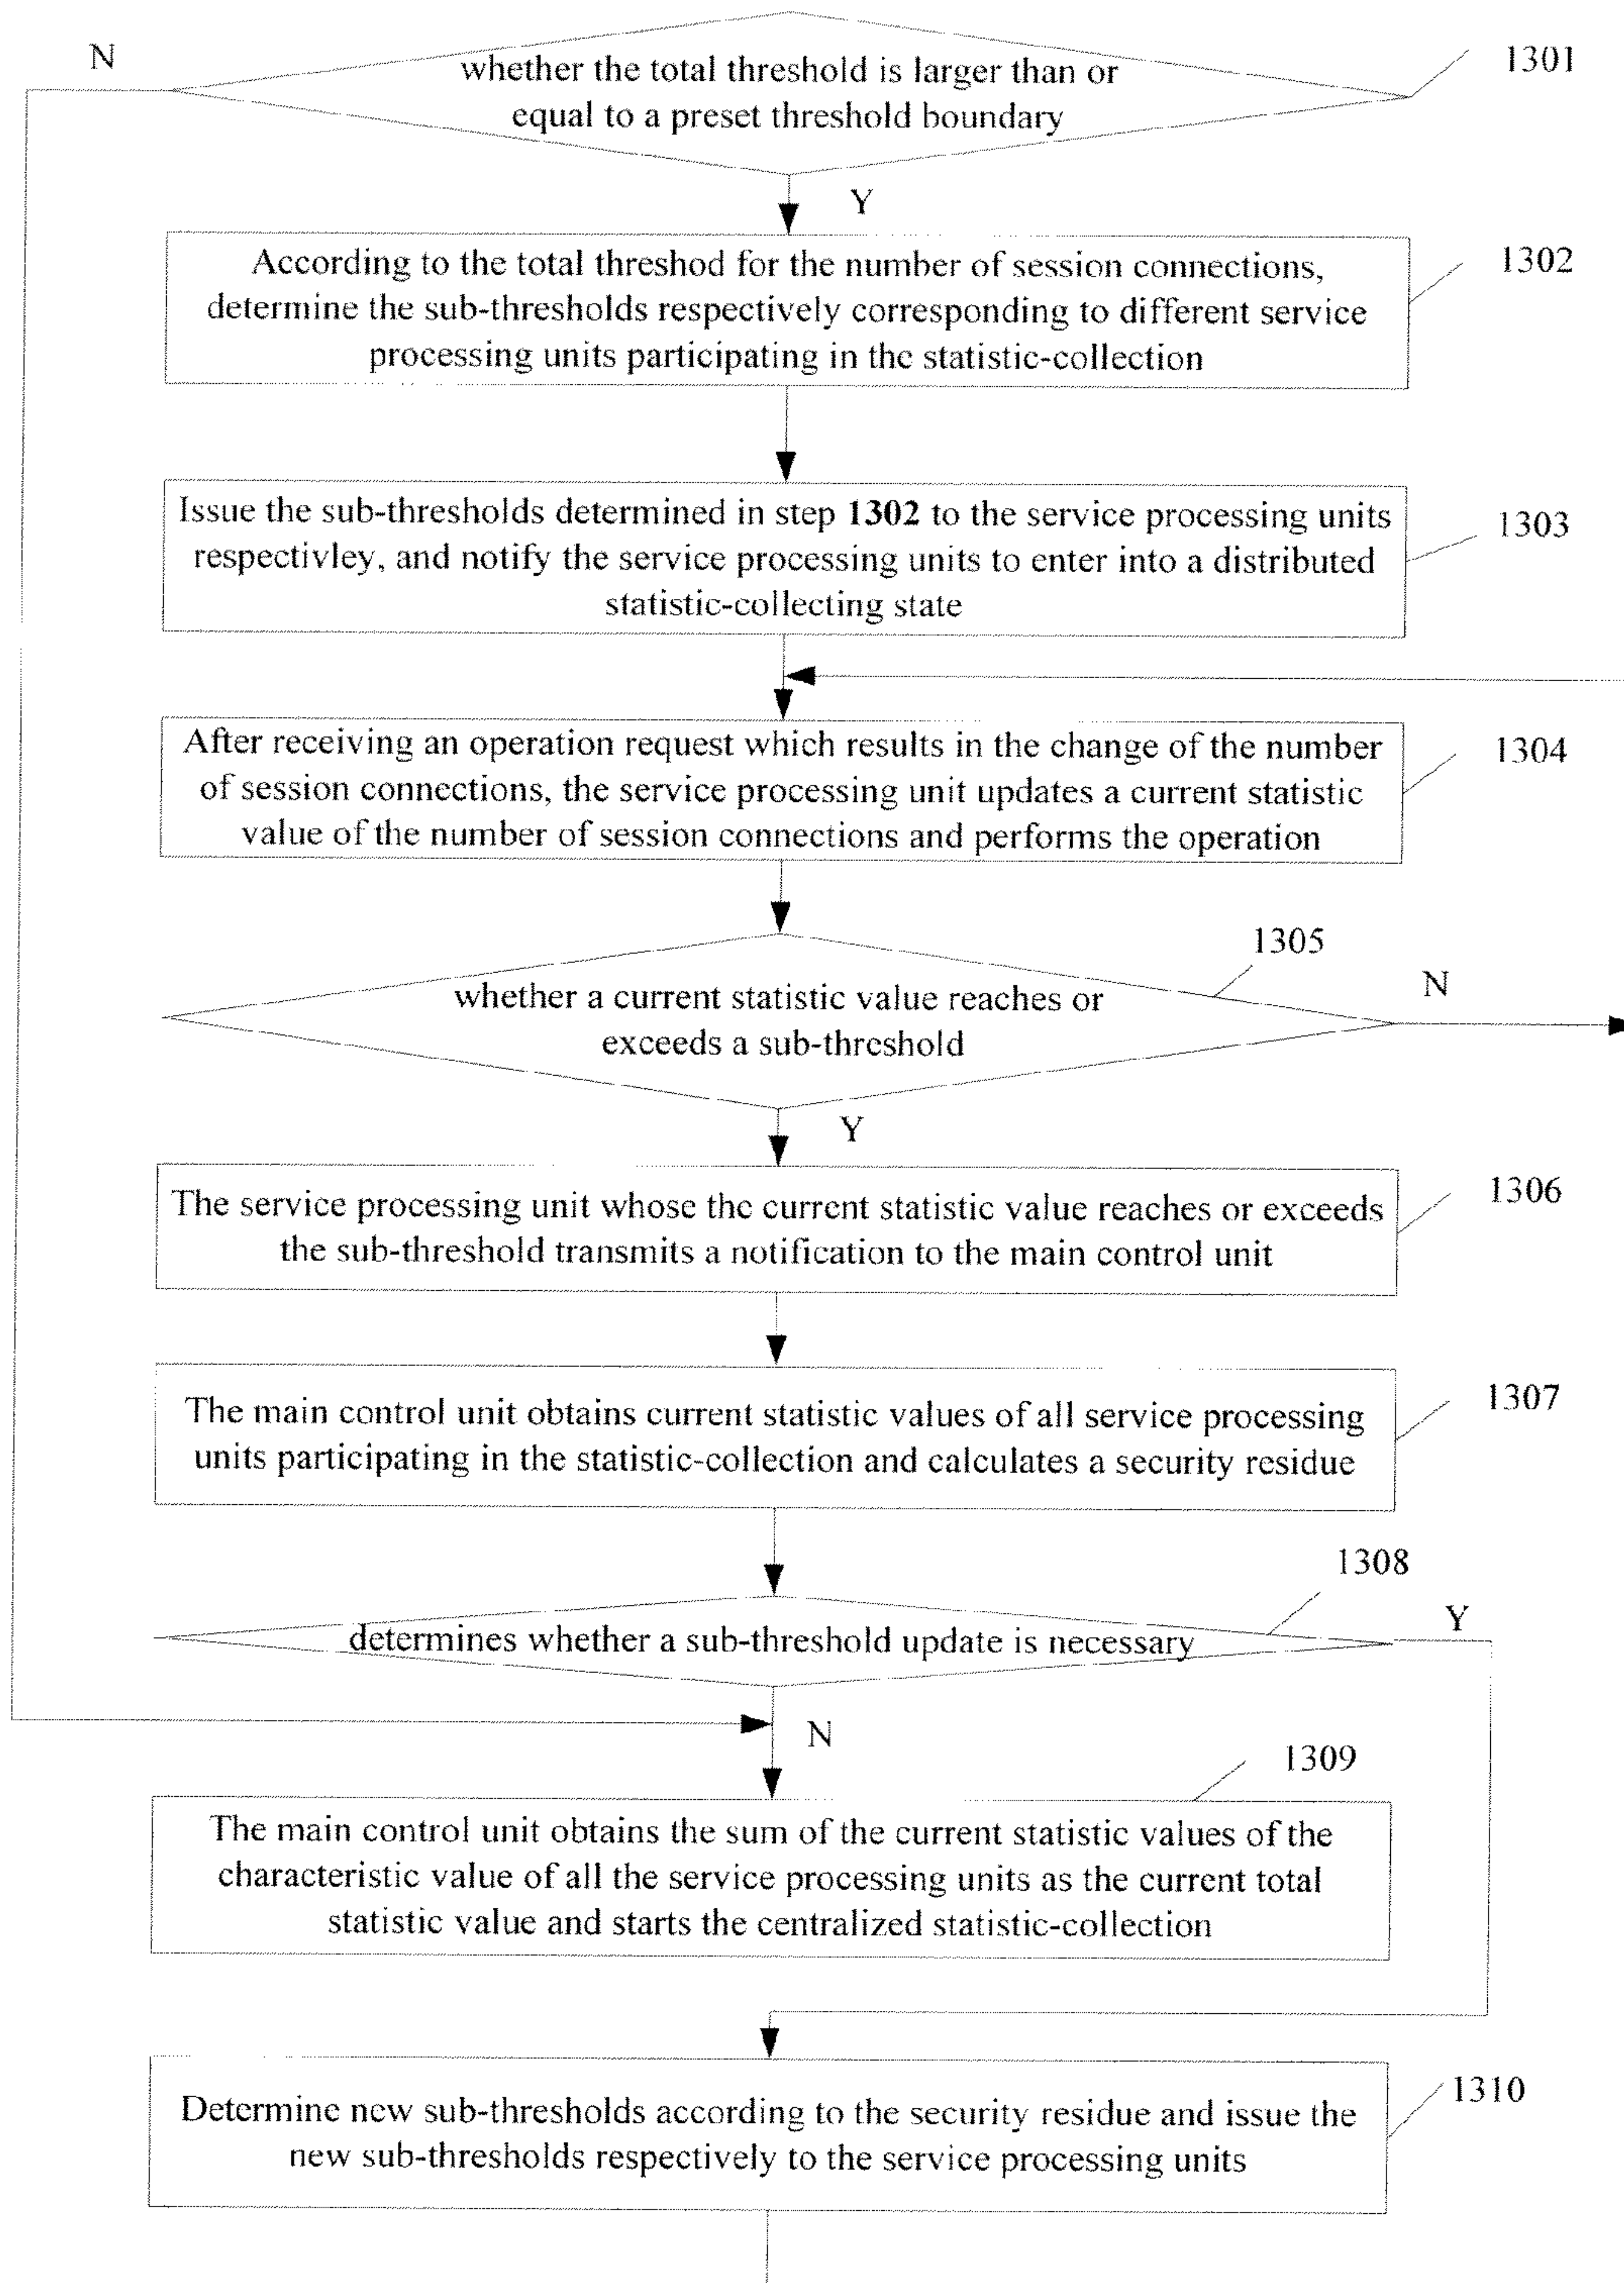 N
whether the total threshold is larger than or
equal to a preset threshold boundary
1301
Y
According to the total threshod for the number of session connections,
determine the sub-thresholds respectively corresponding to different service
processing units participating in the statistic-collection
1302
Issue the sub-thresholds determined in step 1302 to the service processing units
respectivley, and notify the service processing units to enter into a distributed
statistic-collecting state
1303
After receiving an operation request which results in the change of the number
of session connections, the service processing unit updates a current statistic
value of the number of session connections and performs the operation
1304
1305
whether a current statistic value reaches or
exceeds a sub-threshold
N
Y
The service processing unit whose the current statistic value reaches or exceeds
the sub-threshold transmits a notification to the main control unit
1306
The main control unit obtains current statistic values of all service processing
units participating in the statistic-collection and calculates a security residue
1307
1308
determines whether a sub-threshold update is necessary
Y
N
1309
The main control unit obtains the sum of the current statistic values of the
characteristic value of all the service processing units as the current total
statistic value and starts the centralized statistic-collection
Determine new sub-thresholds according to the security residue and issue the
new sub-thresholds respectively to the service processing units
1310